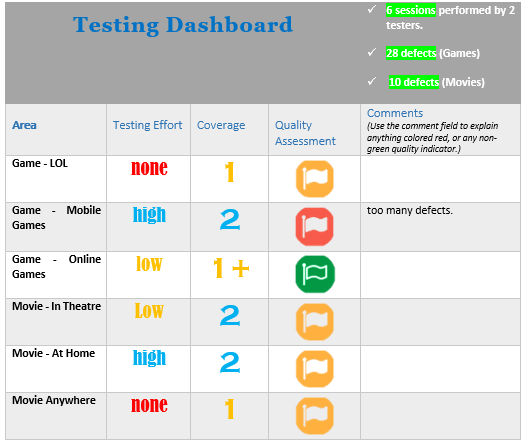 Testing Dashboard
✓ 6 sessions performed by 2
testers.
✓ 28 defects (Games)
✓ 10 defects (Movies)
Area Testing Effort Coverage Quality
Assessment
Comments
(Use the comment field to explain
anything colored red, or any non-
green quality indicator.)
Game - LOL none 1
Game - Mobile
Games high 2 too many defects.
Game - Online
Games low 1+
Movie - In Theatre Low 2
Movie - At Home high 2
Movie Anywhere none 1